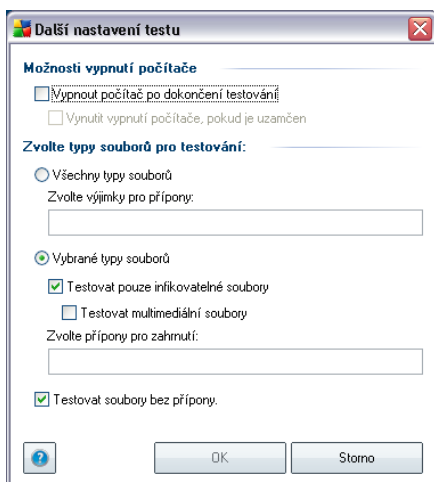 Další nastavení testu
Možnosti vypnutí počítače
Vypnout počítač po dokončení testování
Vynutit vypnutí počítače, pokud je uzamčen
Zvolte typy souborů pro testování:
Všechny typy souborů
Zvolte výjimky pro přípony:
Vybrané typy souborů
Testovat pouze infikovatelné soubory
Testovat multimediální soubory
Zvolte přípony pro zahrnutí:
Testovat soubory bez přípony.
? OK Storno